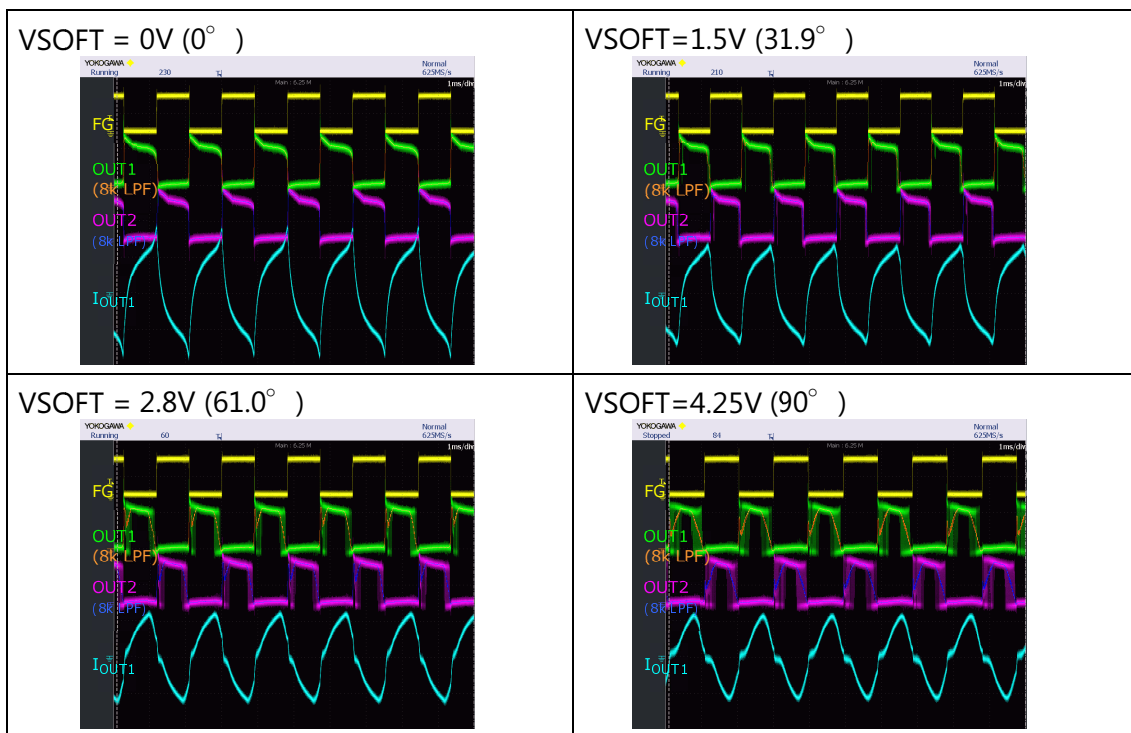 VSOFT = 0V (0°)
YOKOGAWA
Running 230
Normal
625MS/s
Main : 6.25 M
1ms/div
FG
OUT1
(8k LPF)
OUT2
(8k LPF)
IOUT1
VSOFT=1.5V (31.9°)
YOKOGAWA
Running 210
Normal
625MS/s
Main : 6.25 M
1ms/div
FG
OUT1
(8k LPF)
OUT2
(8k LPF)
IOUT1
VSOFT = 2.8V (61.0°)
YOKOGAWA
Running 60
Normal
625MS/s
Main : 6.25 M
1ms/div
FG
OUT1
(8k LPF)
OUT2
(8k LPF)
IOUT1
VSOFT=4.25V (90°)
YOKOGAWA
Stopped 84
Normal
625MS/s
Main : 6.25 M
1ms/div
FG
OUT1
(8k LPF)
OUT2
(8k LPF)
IOUT1